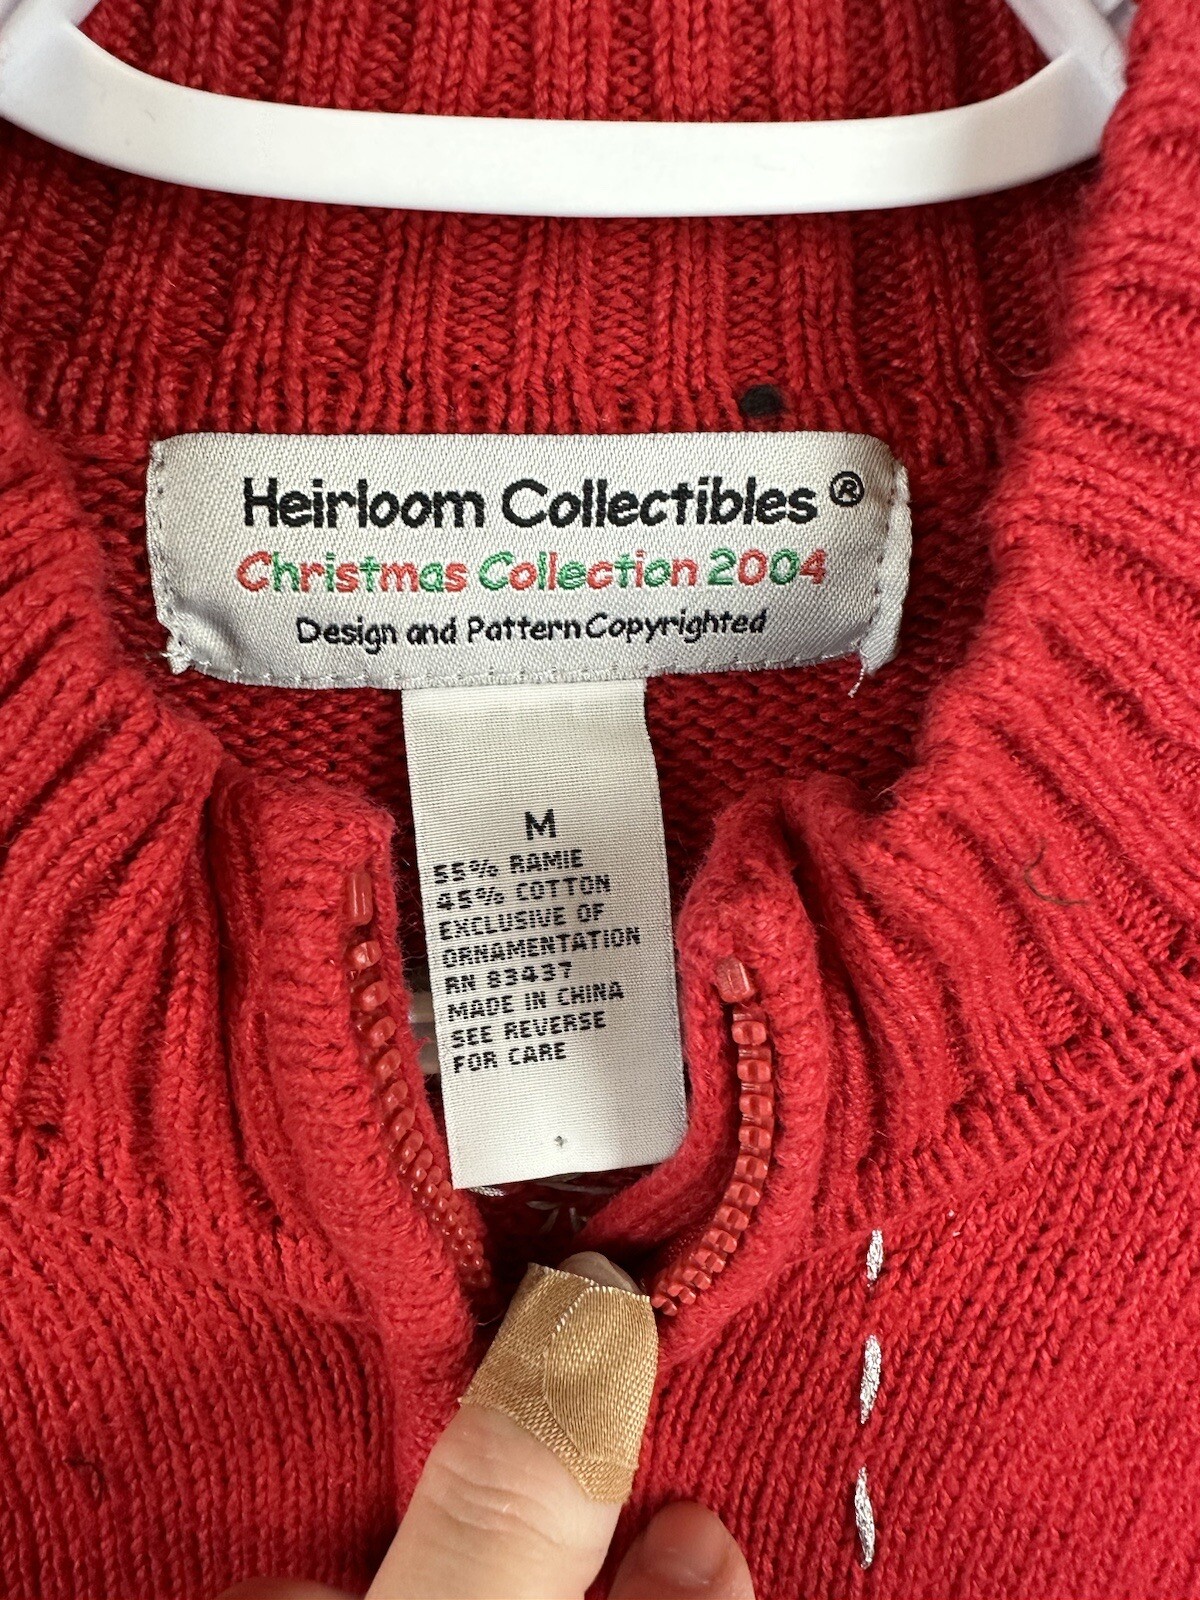 Heirloom Collectibles®
Christmas Collection 2004
Design and Pattern Copyrighted
M
55% RAMIE
45% COTTON
EXCLUSIVE OF
ORNAMENTATION
RN 83437
MADE IN CHINA
SEE REVERSE
FOR CARE